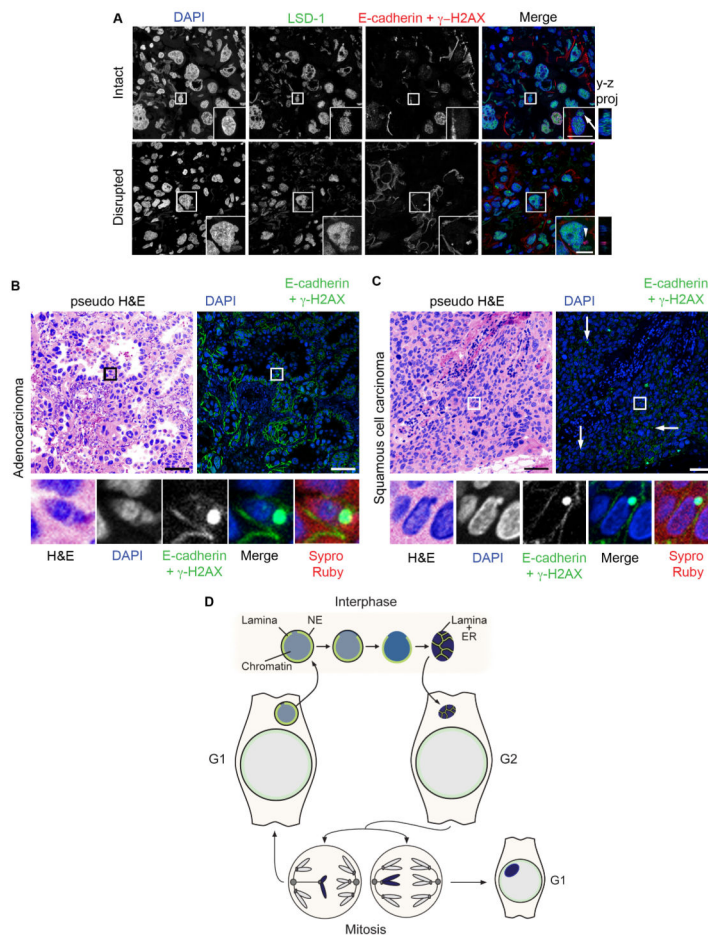 A
DAPI
LSD-1
E-cadherin + γ–H2AX
Merge
Intact
y-z
proj
Disrupted
B
pseudo H&E
DAPI
E-cadherin
+ γ-H2AX
Adenocarcinoma
H&E
DAPI
E-cadherin
+ γ-H2AX
Merge
Sypro
Ruby
C
pseudo H&E
DAPI
E-cadherin
+ γ-H2AX
Squamous cell carcinoma
H&E
DAPI
E-cadherin
+ γ-H2AX
Merge
Sypro
Ruby
D
Interphase
Lamina
NE
Chromatin
Lamina
+
ER
G1
G2
Mitosis
G1